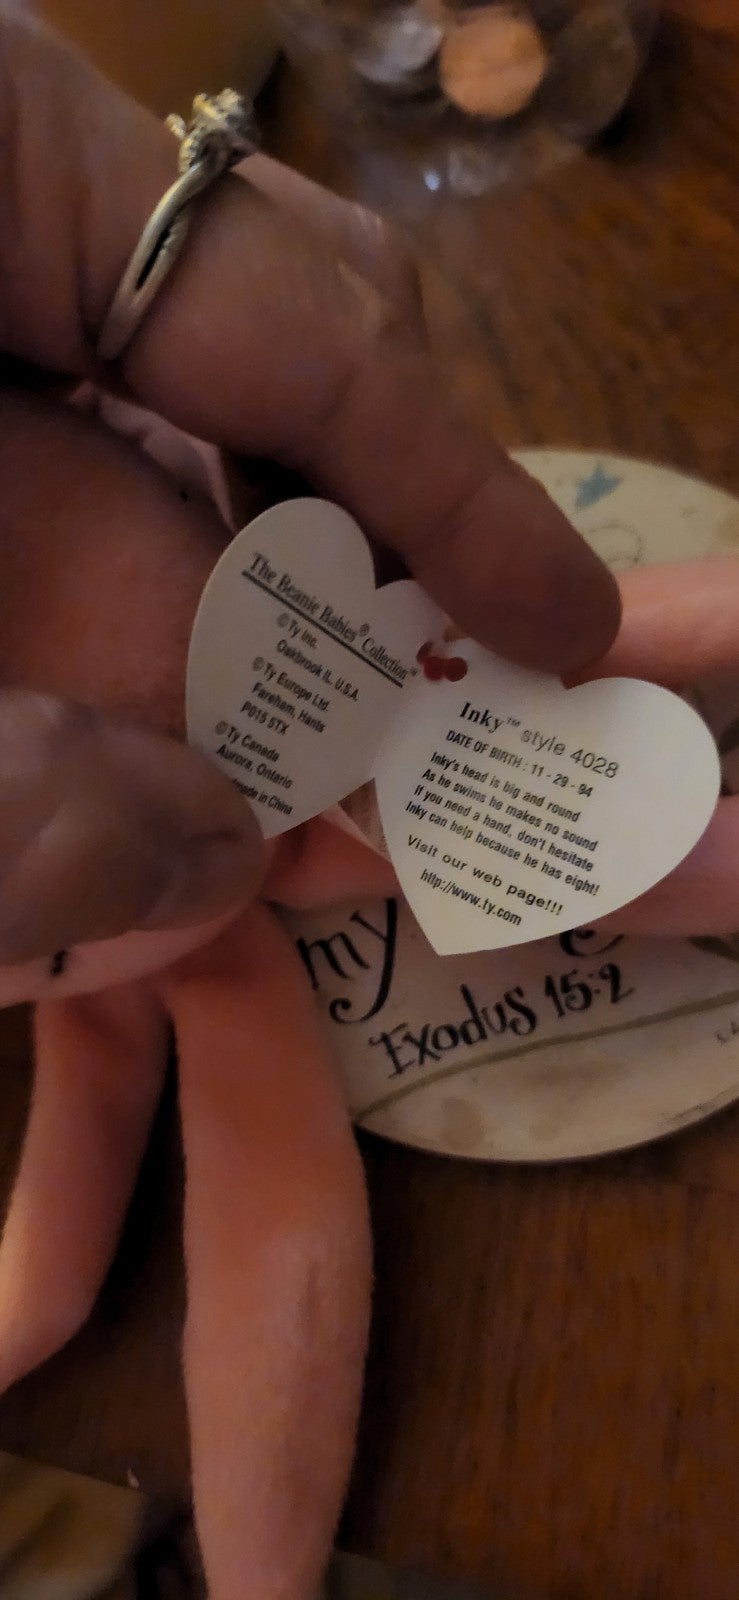 The Beanie Babies® Collection™
©Ty Inc.
Oakbrook IL. U.S.A.
©Ty Europe Ltd.
Fareham, Hants
PO15 5TX
©Ty Canada
Aurora, Ontario
made in China
Inky™ style 4028
DATE OF BIRTH : 11 - 29 - 94
Inky's head is big and round
As he swims he makes no sound
If you need a hand, don't hesitate
Inky can help because he has eight!
Visit our web page!!!
http://www.ty.com
my
Exodus 15:2